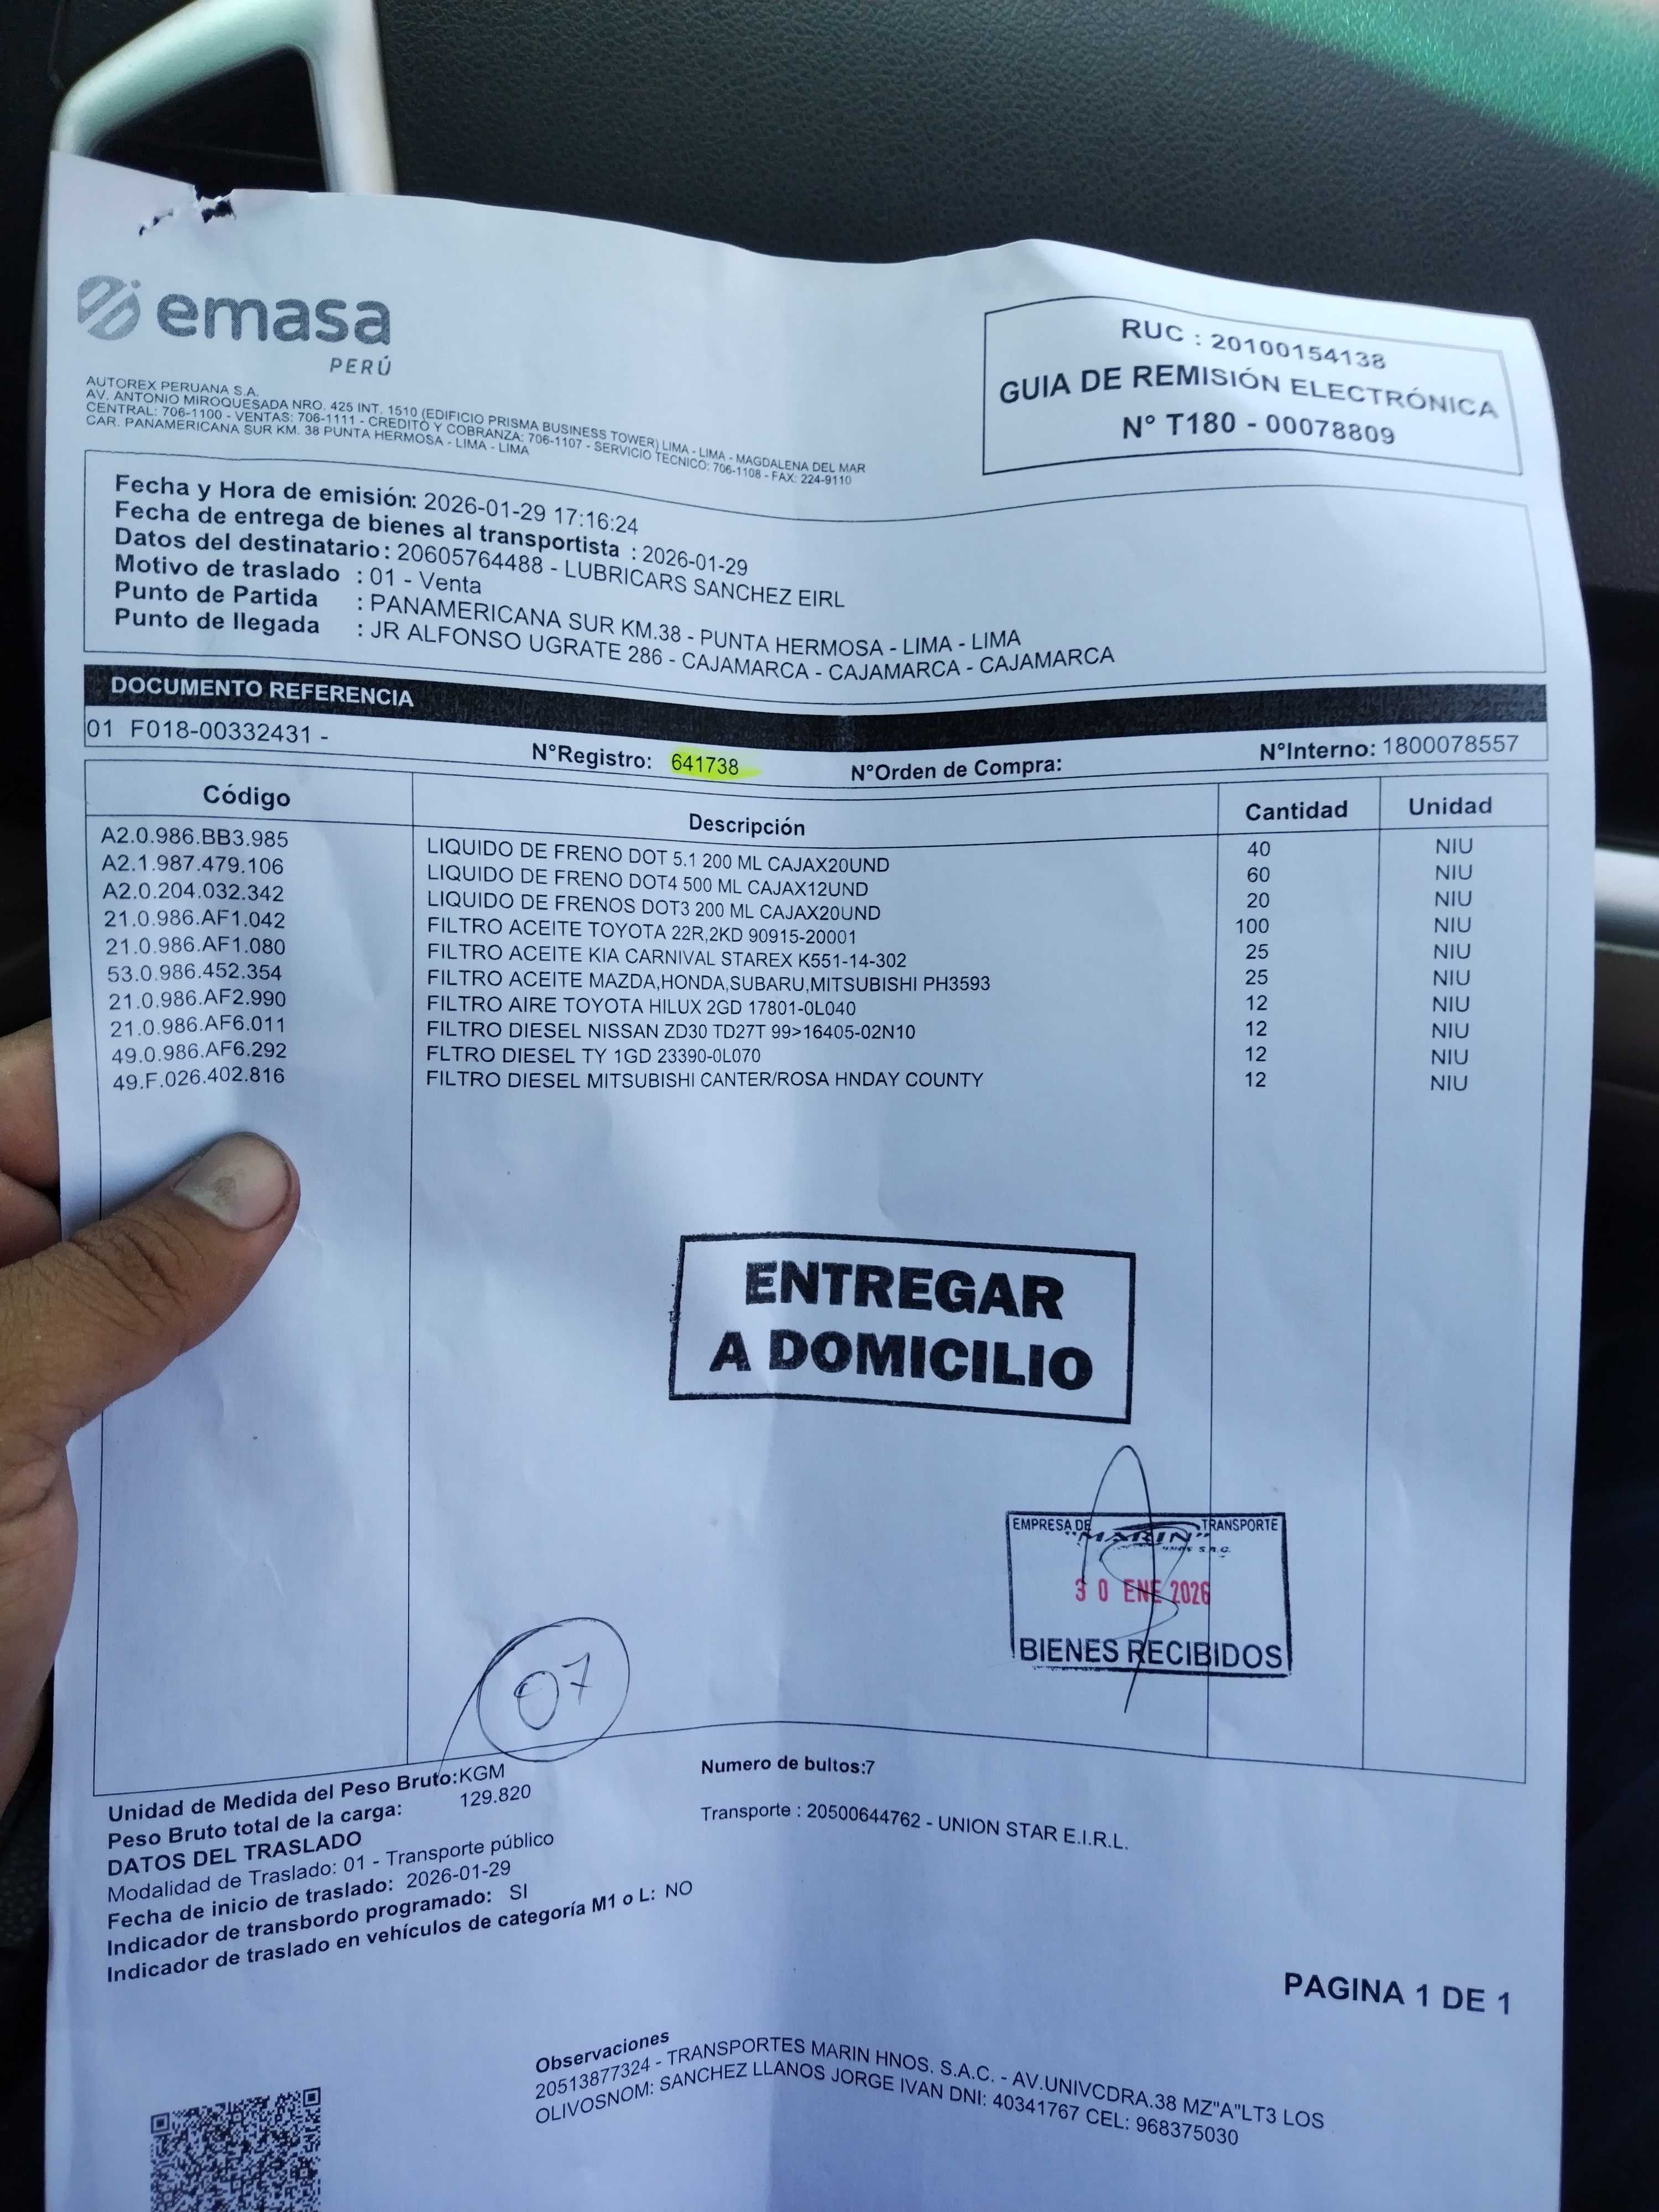 emasa
PERÚ
AUTOREX PERUANA S.A.
AV. ANTONIO MIROQUESADA NRO. 425 INT. 1510 (EDIFICIO PRISMA BUSINESS TOWER) LIMA - LIMA - MAGDALENA DEL MAR
CENTRAL: 706-1100 - VENTAS: 706-1111 - CREDITO Y COBRANZA: 706-1107 - SERVICIO TECNICO: 706-1108 - FAX: 224-9110
CAR. PANAMERICANA SUR KM. 38 PUNTA HERMOSA - LIMA - LIMA
RUC : 20100154138
GUIA DE REMISIÓN ELECTRÓNICA
N° T180 - 00078809
Fecha y Hora de emisión: 2026-01-29 17:16:24
Fecha de entrega de bienes al transportista : 2026-01-29
Datos del destinatario: 20605764488 - LUBRICARS SANCHEZ EIRL
Motivo de traslado : 01 - Venta
Punto de Partida : PANAMERICANA SUR KM.38 - PUNTA HERMOSA - LIMA - LIMA
Punto de llegada : JR ALFONSO UGRATE 286 - CAJAMARCA - CAJAMARCA - CAJAMARCA
DOCUMENTO REFERENCIA
01 F018-00332431 - N°Registro: 641738 N°Orden de Compra: N°Interno: 1800078557
Código Descripción Cantidad Unidad
A2.0.986.BB3.985 LIQUIDO DE FRENO DOT 5.1 200 ML CAJAX20UND 40 NIU
A2.1.987.479.106 LIQUIDO DE FRENO DOT4 500 ML CAJAX12UND 60 NIU
A2.0.204.032.342 LIQUIDO DE FRENOS DOT3 200 ML CAJAX20UND 20 NIU
21.0.986.AF1.042 FILTRO ACEITE TOYOTA 22R,2KD 90915-20001 100 NIU
21.0.986.AF1.080 FILTRO ACEITE KIA CARNIVAL STAREX K551-14-302 25 NIU
53.0.986.452.354 FILTRO ACEITE MAZDA,HONDA,SUBARU,MITSUBISHI PH3593 25 NIU
21.0.986.AF2.990 FILTRO AIRE TOYOTA HILUX 2GD 17801-0L040 12 NIU
21.0.986.AF6.011 FILTRO DIESEL NISSAN ZD30 TD27T 99>16405-02N10 12 NIU
49.0.986.AF6.292 FLTRO DIESEL TY 1GD 23390-0L070 12 NIU
49.F.026.402.816 FILTRO DIESEL MITSUBISHI CANTER/ROSA HNDAY COUNTY 12 NIU
ENTREGAR
A DOMICILIO
EMPRESA DE TRANSPORTE
"MARIN"
HNOS S.A.C.
30 ENE 2026
BIENES RECIBIDOS
07
Unidad de Medida del Peso Bruto:KGM Numero de bultos:7
Peso Bruto total de la carga: 129.820
DATOS DEL TRASLADO Transporte : 20500644762 - UNION STAR E.I.R.L.
Modalidad de Traslado: 01 - Transporte público
Fecha de inicio de traslado: 2026-01-29
Indicador de transbordo programado: SI
Indicador de traslado en vehículos de categoría M1 o L: NO
PAGINA 1 DE 1
Observaciones
20513877324 - TRANSPORTES MARIN HNOS. S.A.C. - AV.UNIVCDRA.38 MZ"A"LT3 LOS
OLIVOSNOM: SANCHEZ LLANOS JORGE IVAN DNI: 40341767 CEL: 968375030